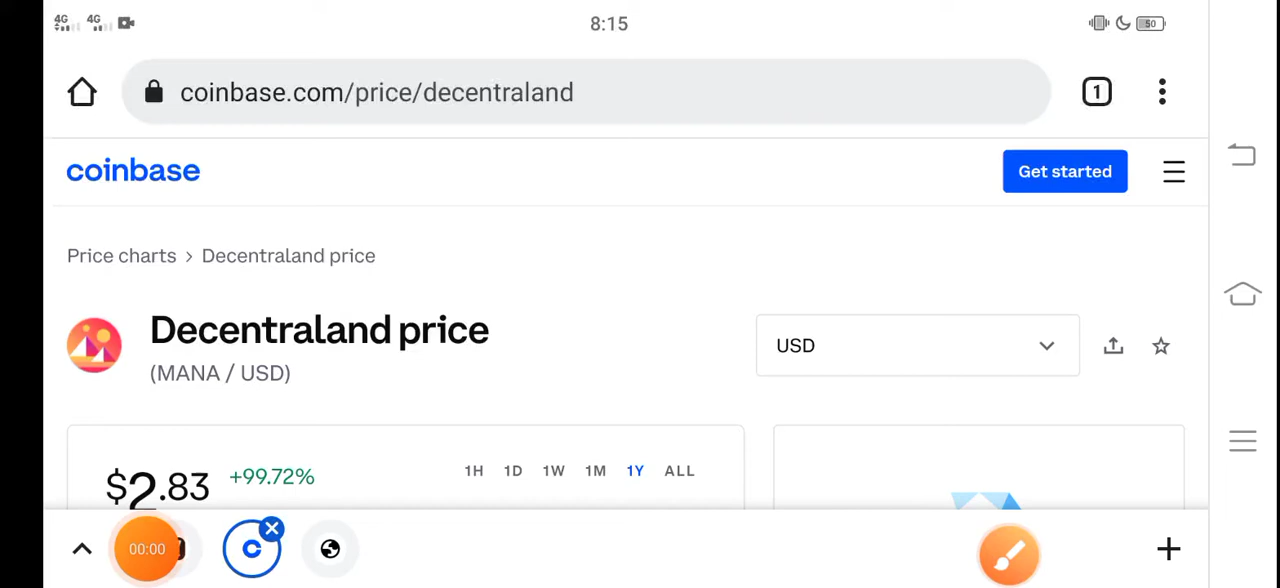 4G 4G 8:15 50
coinbase.com/price/decentraland 1
coinbase Get started
Price charts > Decentraland price
Decentraland price
USD
(MANA / USD)
$2.83 +99.72% 1H 1D 1W 1M 1Y ALL
00:00